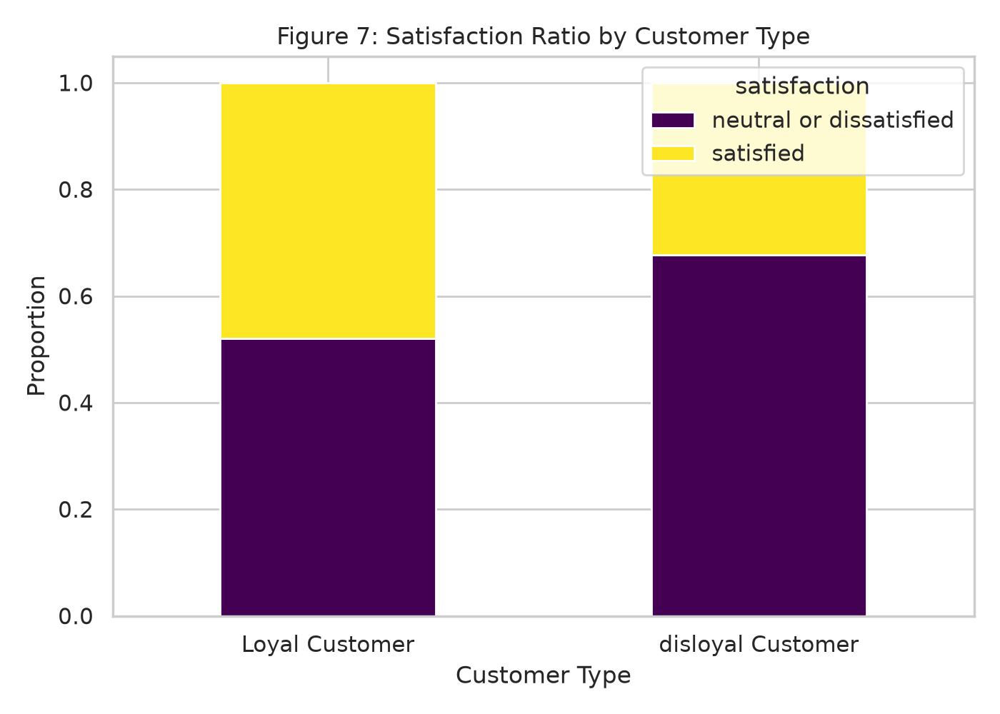 Figure 7: Satisfaction Ratio by Customer Type
satisfaction
neutral or dissatisfied
satisfied
1.0
0.8
0.6
0.4
0.2
0.0
Proportion
Loyal Customer
disloyal Customer
Customer Type